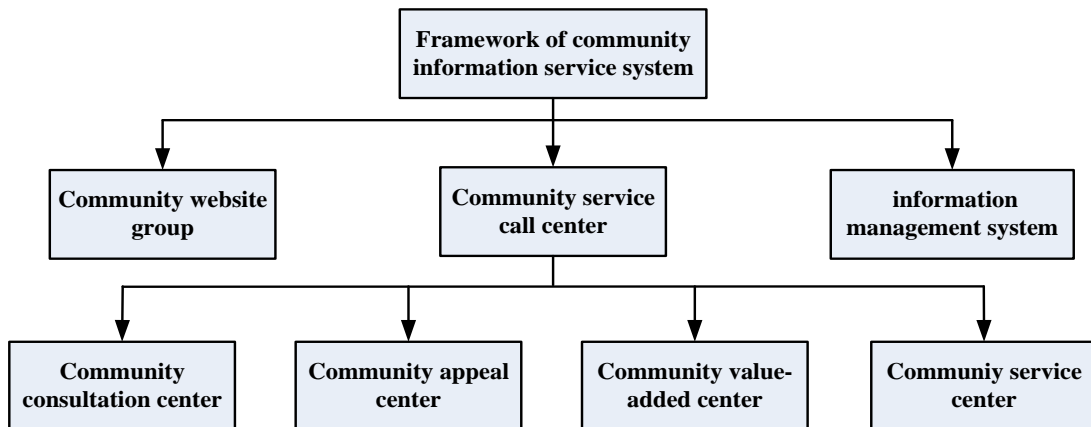 Framework of community
information service system
Community website
group
Community service
call center
information
management system
Community
consultation center
Community appeal
center
Community value-
added center
Communiy service
center